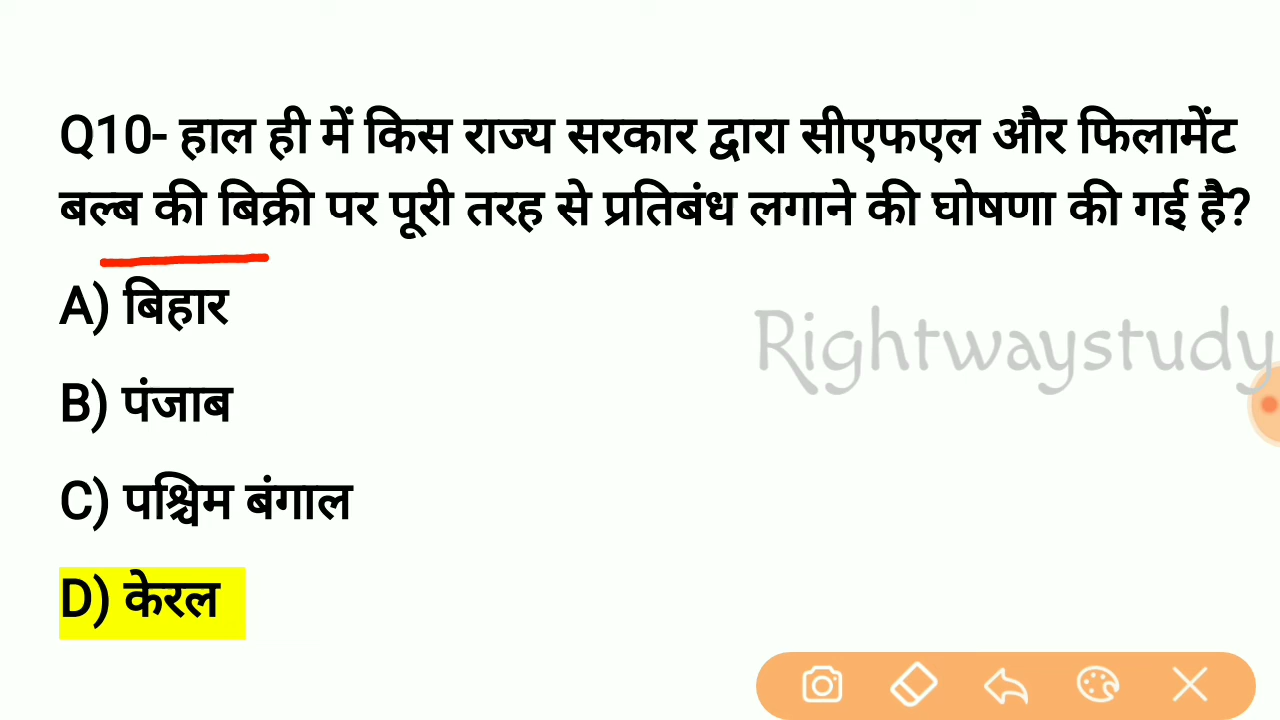 Q10- हाल ही में किस राज्य सरकार द्वारा सीएफएल और फिलामेंट
बल्ब की बिक्री पर पूरी तरह से प्रतिबंध लगाने की घोषणा की गई है?
A) बिहार
Rightwaystudy
B) पंजाब
C) पश्चिम बंगाल
D) केरल